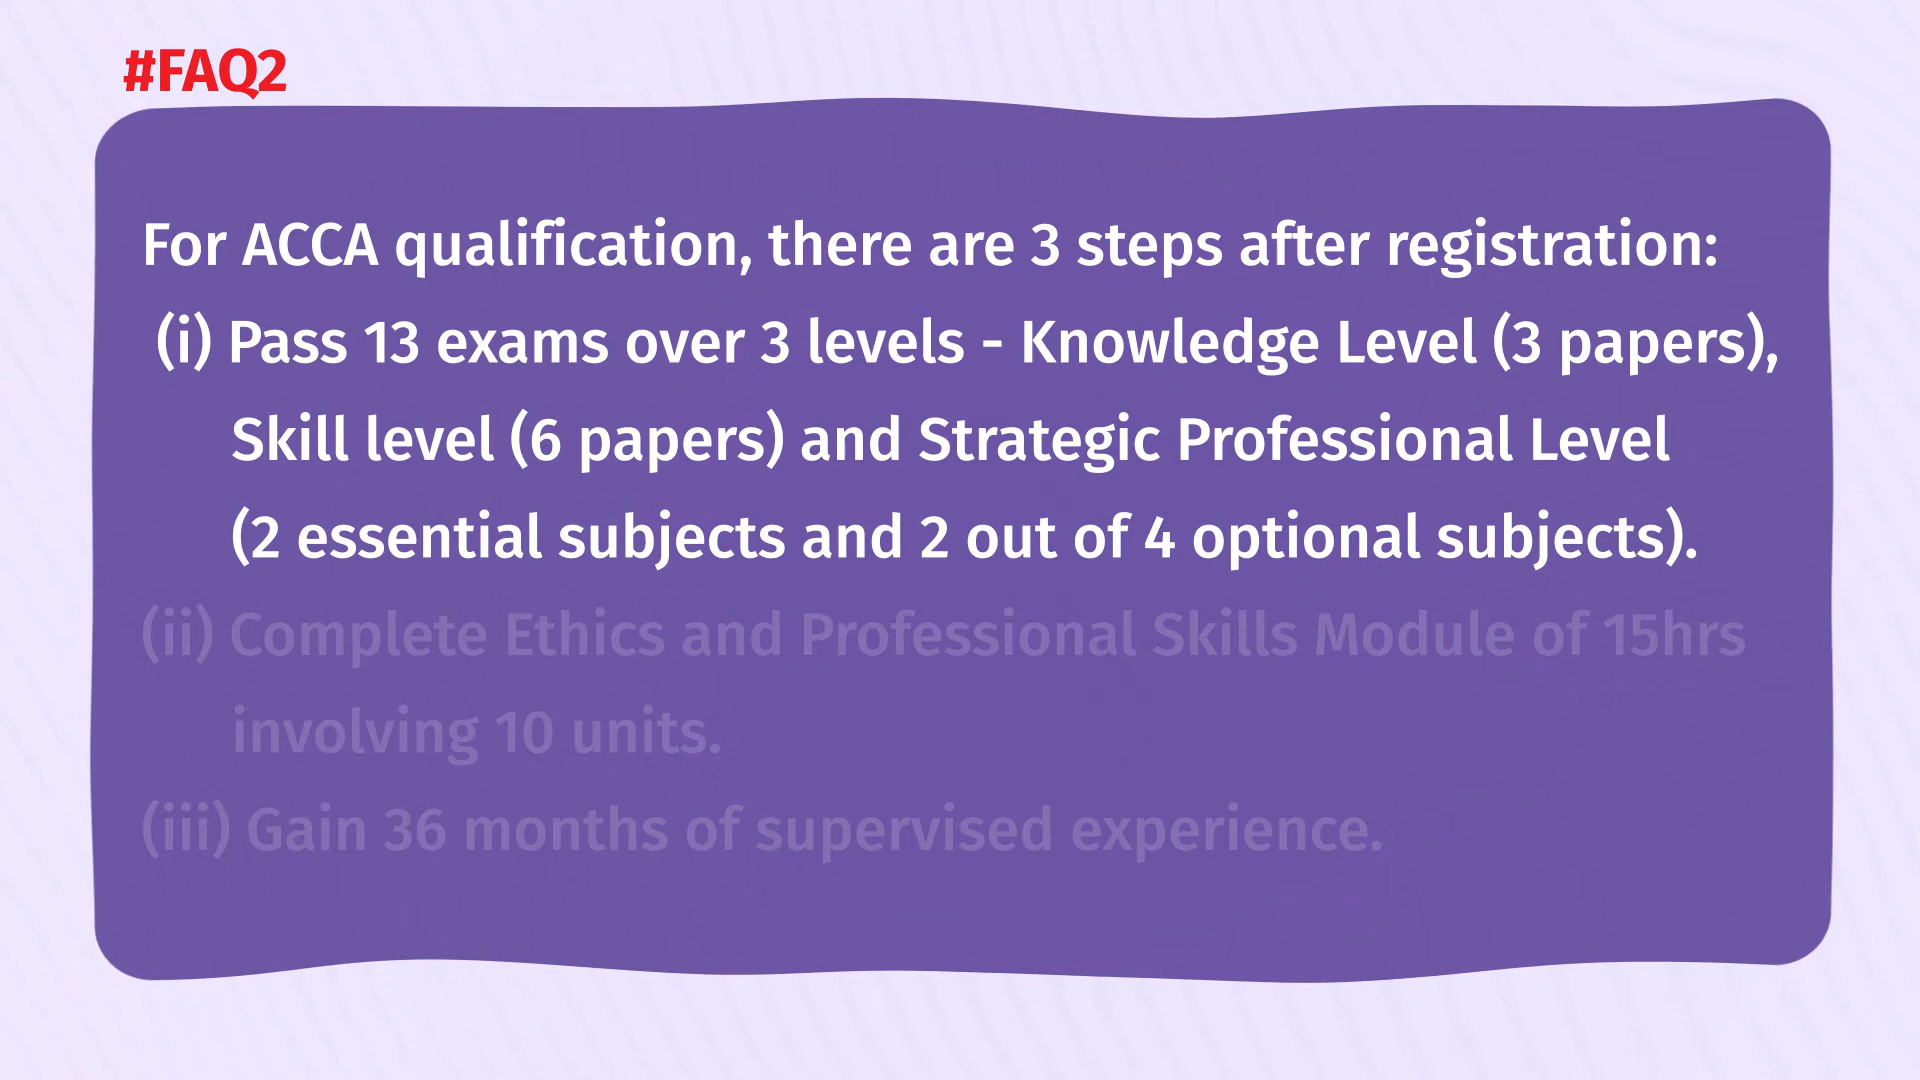 #FAQ2
For ACCA qualification, there are 3 steps after registration:
(i) Pass 13 exams over 3 levels - Knowledge Level (3 papers),
Skill level (6 papers) and Strategic Professional Level
(2 essential subjects and 2 out of 4 optional subjects).
(ii) Complete Ethics and Professional Skills Module of 15hrs
involving 10 units.
(iii) Gain 36 months of supervised experience.